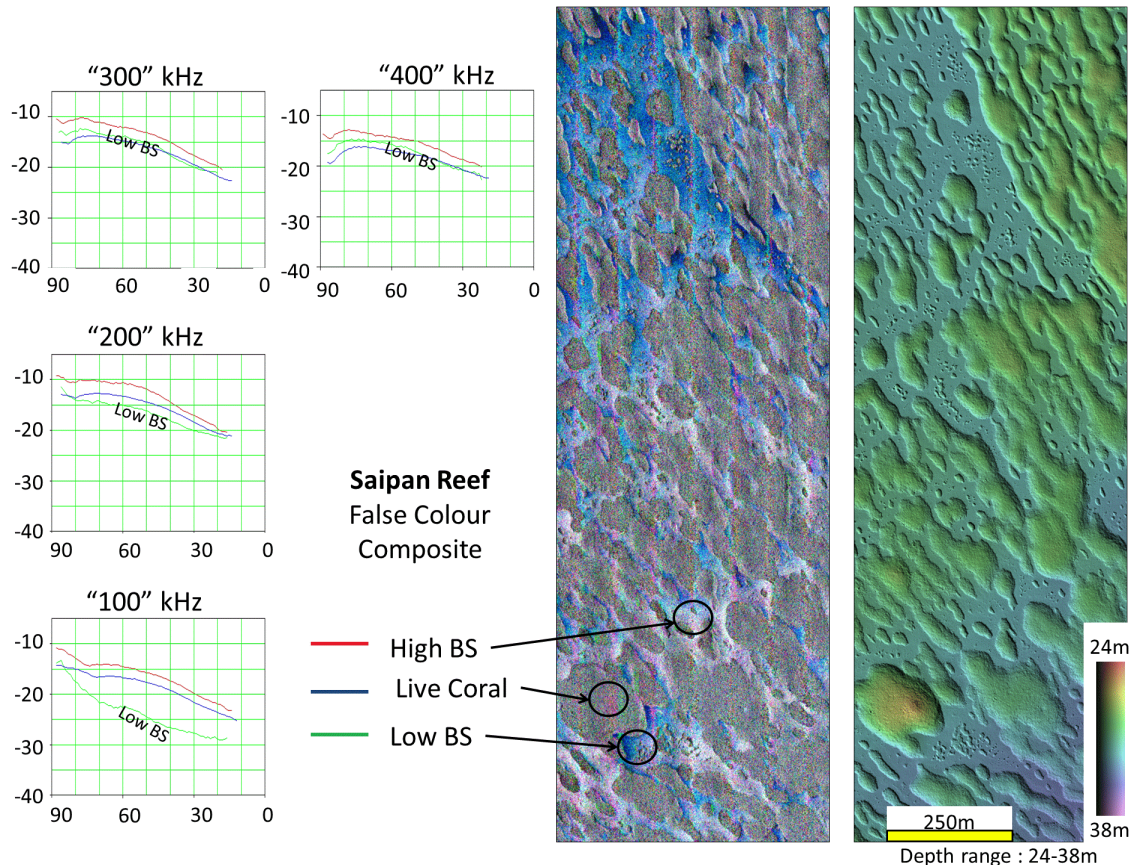 “300” kHz
-10
-20
-30
-40
90
60
30
0
Low BS
“400” kHz
-10
-20
-30
-40
90
60
30
0
Low BS
“200” kHz
-10
-20
-30
-40
90
60
30
0
Low BS
“100” kHz
-10
-20
-30
-40
90
60
30
0
Low BS
Saipan Reef
False Colour
Composite
High BS
Live Coral
Low BS
24m
38m
250m
Depth range : 24-38m